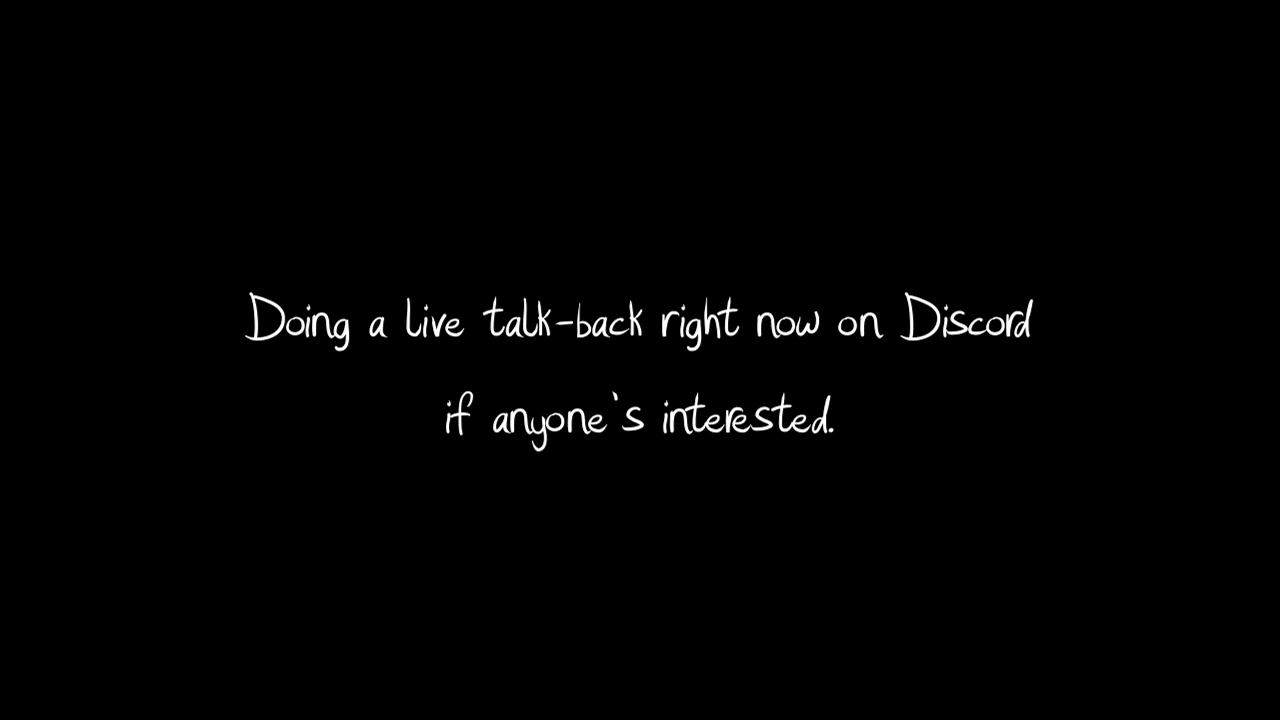 Doing a live talk-back right now on Discord
if anyone's interested.